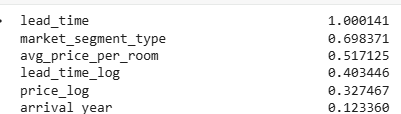 lead_time 1.000141
market_segment_type 0.698371
avg_price_per_room 0.517125
lead_time_log 0.403446
price_log 0.327467
arrival_year 0.123360